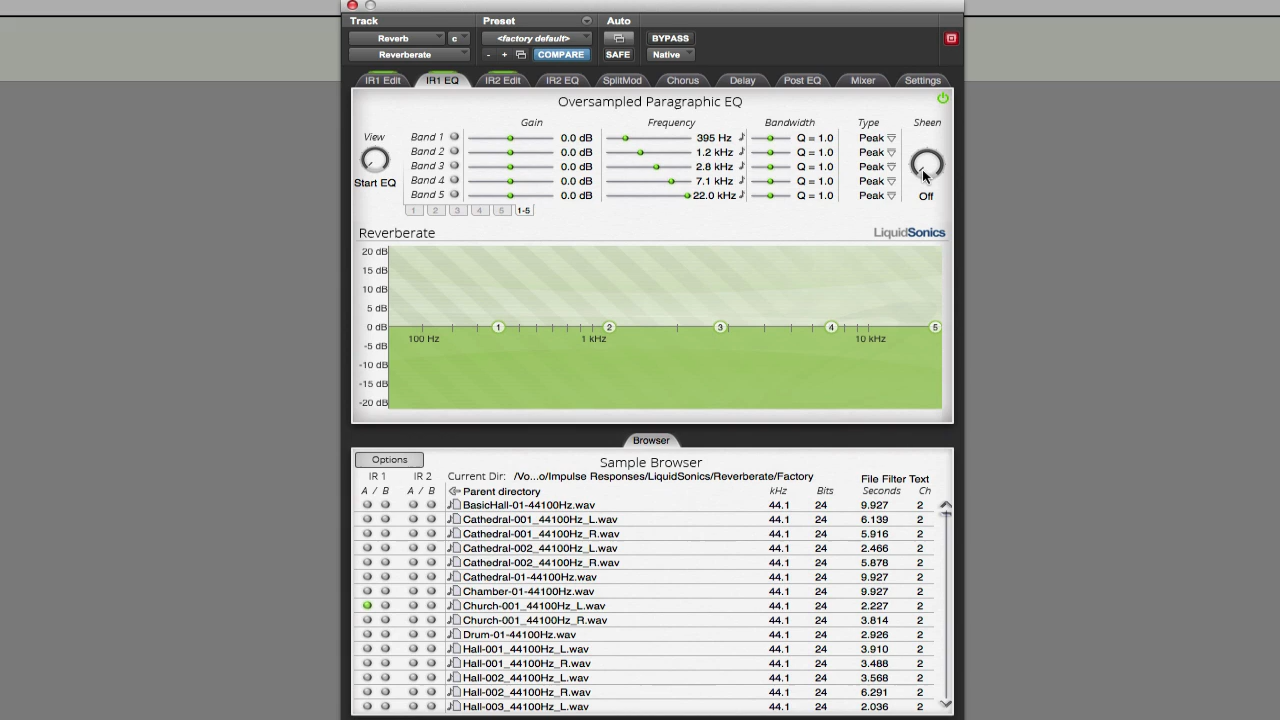 Track Preset Auto
Reverb c <factory default> BYPASS
Reverberate - + COMPARE SAFE Native
IR1 Edit IR1 EQ IR2 Edit IR2 EQ SplitMod Chorus Delay Post EQ Mixer Settings
Oversampled Paragraphic EQ
Gain Frequency Bandwidth Type Sheen
View Band 1 0.0 dB 395 Hz Q = 1.0 Peak
Band 2 0.0 dB 1.2 kHz Q = 1.0 Peak
Band 3 0.0 dB 2.8 kHz Q = 1.0 Peak
Start EQ Band 4 0.0 dB 7.1 kHz Q = 1.0 Peak
Band 5 0.0 dB 22.0 kHz Q = 1.0 Peak Off
1 2 3 4 5 1-5
Reverberate LiquidSonics
20 dB
15 dB
10 dB
5 dB
0 dB 1 2 3 4 5
100 Hz 1 kHz 10 kHz
-5 dB
-10 dB
-15 dB
-20 dB
Browser
Options Sample Browser
IR 1 IR 2 Current Dir: /Vo...o/Impulse Responses/LiquidSonics/Reverberate/Factory File Filter Text
A / B A / B Parent directory kHz Bits Seconds Ch
BasicHall-01-44100Hz.wav 44.1 24 9.927 2
Cathedral-001_44100Hz_L.wav 44.1 24 6.139 2
Cathedral-001_44100Hz_R.wav 44.1 24 5.916 2
Cathedral-002_44100Hz_L.wav 44.1 24 2.466 2
Cathedral-002_44100Hz_R.wav 44.1 24 5.878 2
Cathedral-01-44100Hz.wav 44.1 24 9.927 2
Chamber-01-44100Hz.wav 44.1 24 9.927 2
Church-001_44100Hz_L.wav 44.1 24 2.227 2
Church-001_44100Hz_R.wav 44.1 24 3.814 2
Drum-01-44100Hz.wav 44.1 24 2.926 2
Hall-001_44100Hz_L.wav 44.1 24 3.910 2
Hall-001_44100Hz_R.wav 44.1 24 3.488 2
Hall-002_44100Hz_L.wav 44.1 24 3.568 2
Hall-002_44100Hz_R.wav 44.1 24 6.291 2
Hall-003_44100Hz_L.wav 44.1 24 2.036 2